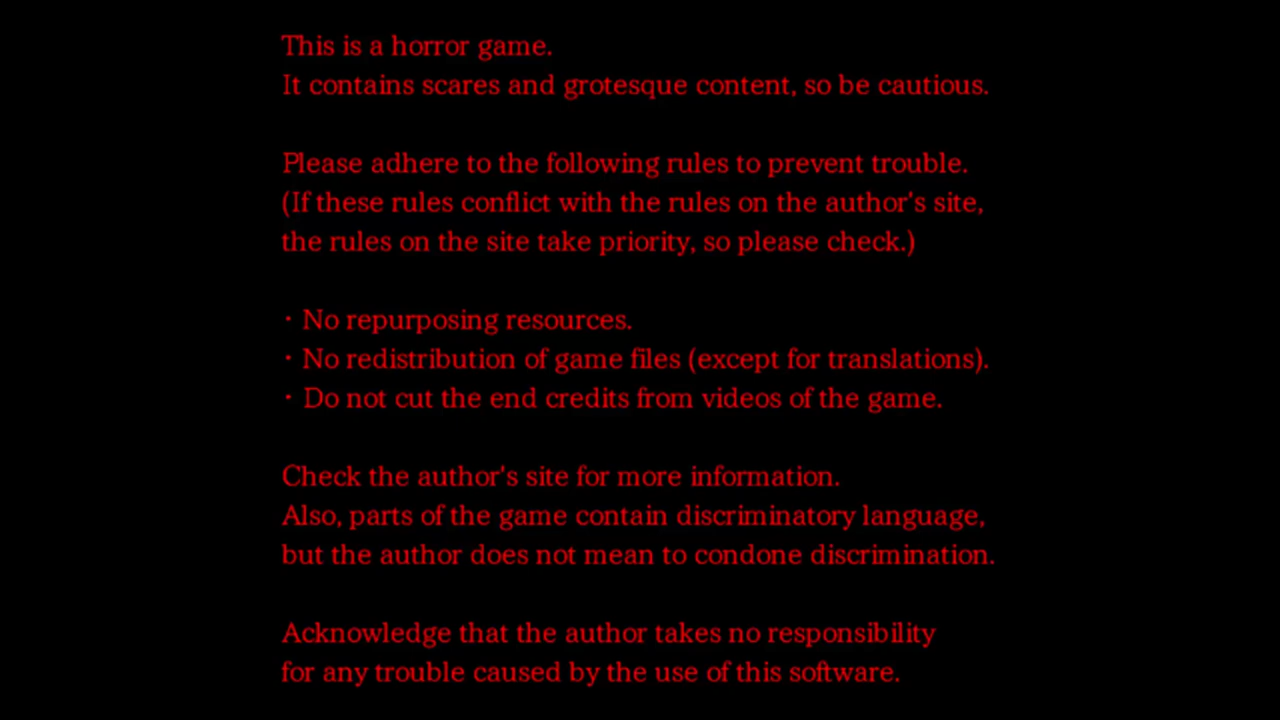 This is a horror game.
It contains scares and grotesque content, so be cautious.
Please adhere to the following rules to prevent trouble.
(If these rules conflict with the rules on the author's site,
the rules on the site take priority, so please check.)
・No repurposing resources.
・No redistribution of game files (except for translations).
・Do not cut the end credits from videos of the game.
Check the author's site for more information.
Also, parts of the game contain discriminatory language,
but the author does not mean to condone discrimination.
Acknowledge that the author takes no responsibility
for any trouble caused by the use of this software.